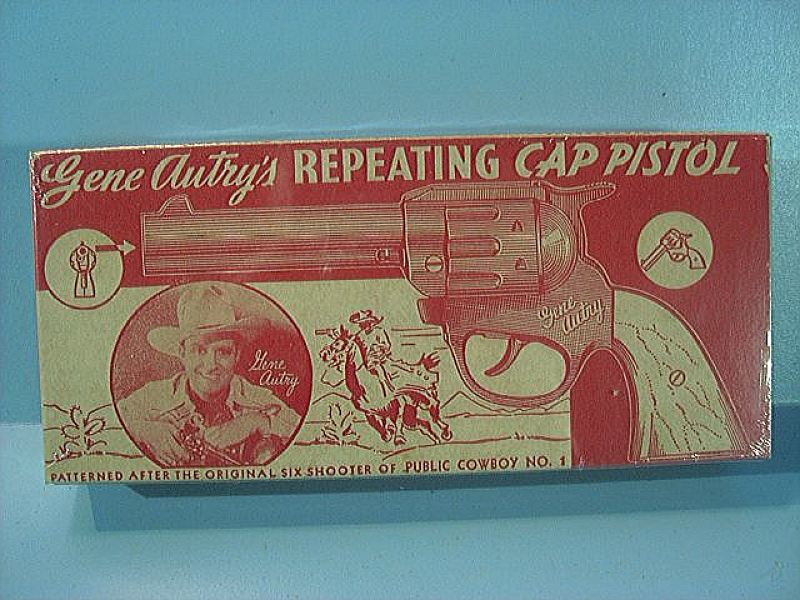 Gene Autry's REPEATING CAP PISTOL
Gene
Autry
Gene
Autry
PATTERNED AFTER THE ORIGINAL SIX SHOOTER OF PUBLIC COWBOY NO. 1